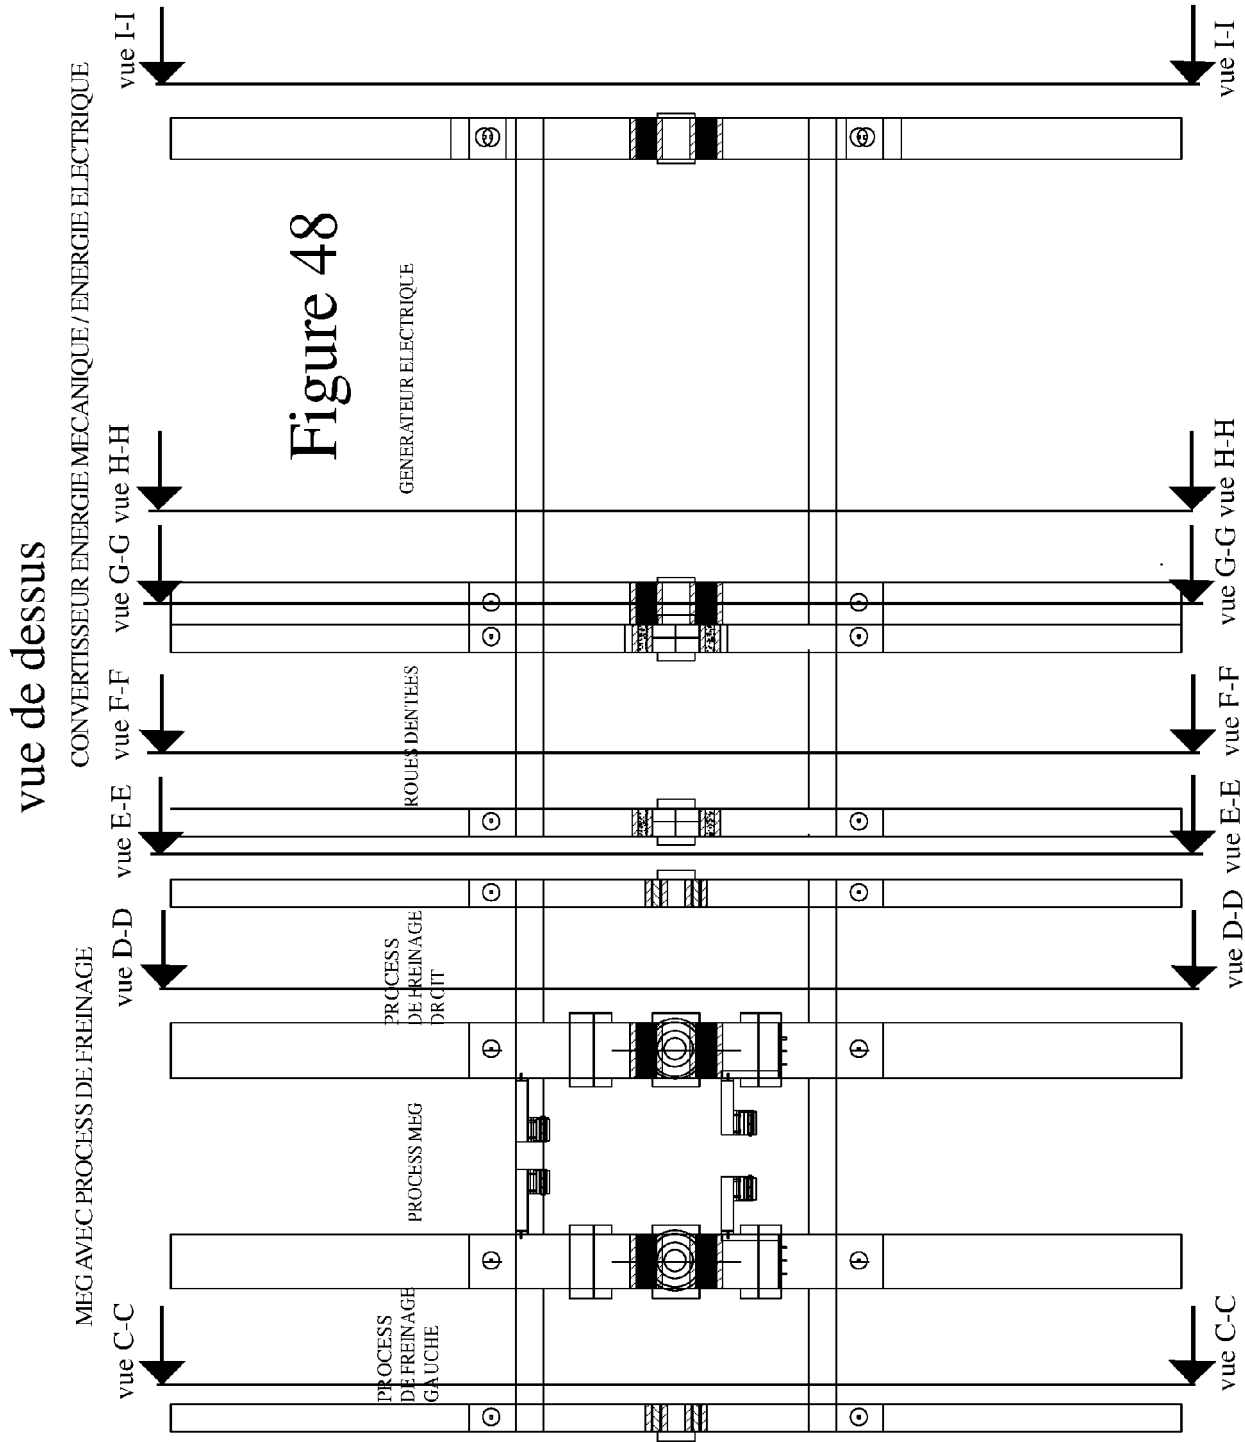 vue de dessus
MEG AVEC PROCESS DE FREINAGE
CONVERTISSEUR ENERGIE MECANIQUE / ENERGIE ELECTRIQUE
vue C-C
vue D-D
vue E-E
vue F-F
vue G-G
vue H-H
vue I-I
Figure 48
PROCESS
DE FREINAGE
GAUCHE
PROCESS MEG
PROCESS
DE FREINAGE
DROIT
ROUES DENTEES
GENERATEUR ELECTRIQUE
vue C-C
vue D-D
vue E-E
vue F-F
vue G-G
vue H-H
vue I-I